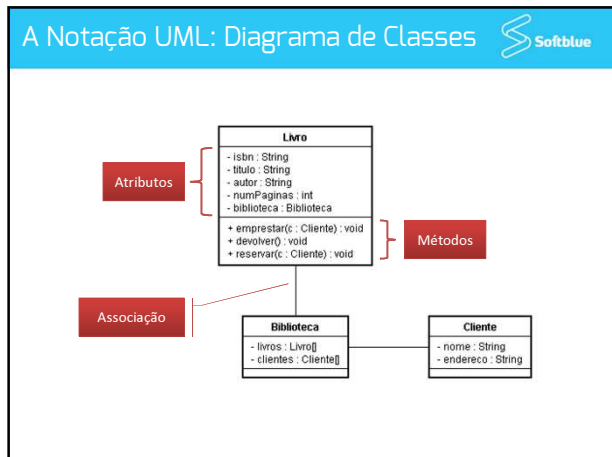 A Notação UML: Diagrama de Classes
Softblue
Livro
- isbn : String
- titulo : String
- autor : String
- numPaginas : int
- biblioteca : Biblioteca
+ emprestar(c : Cliente) : void
+ devolver() : void
+ reservar(c : Cliente) : void
Atributos
Métodos
Associação
Biblioteca
- livros : Livro[]
- clientes : Cliente[]
Cliente
- nome : String
- endereco : String